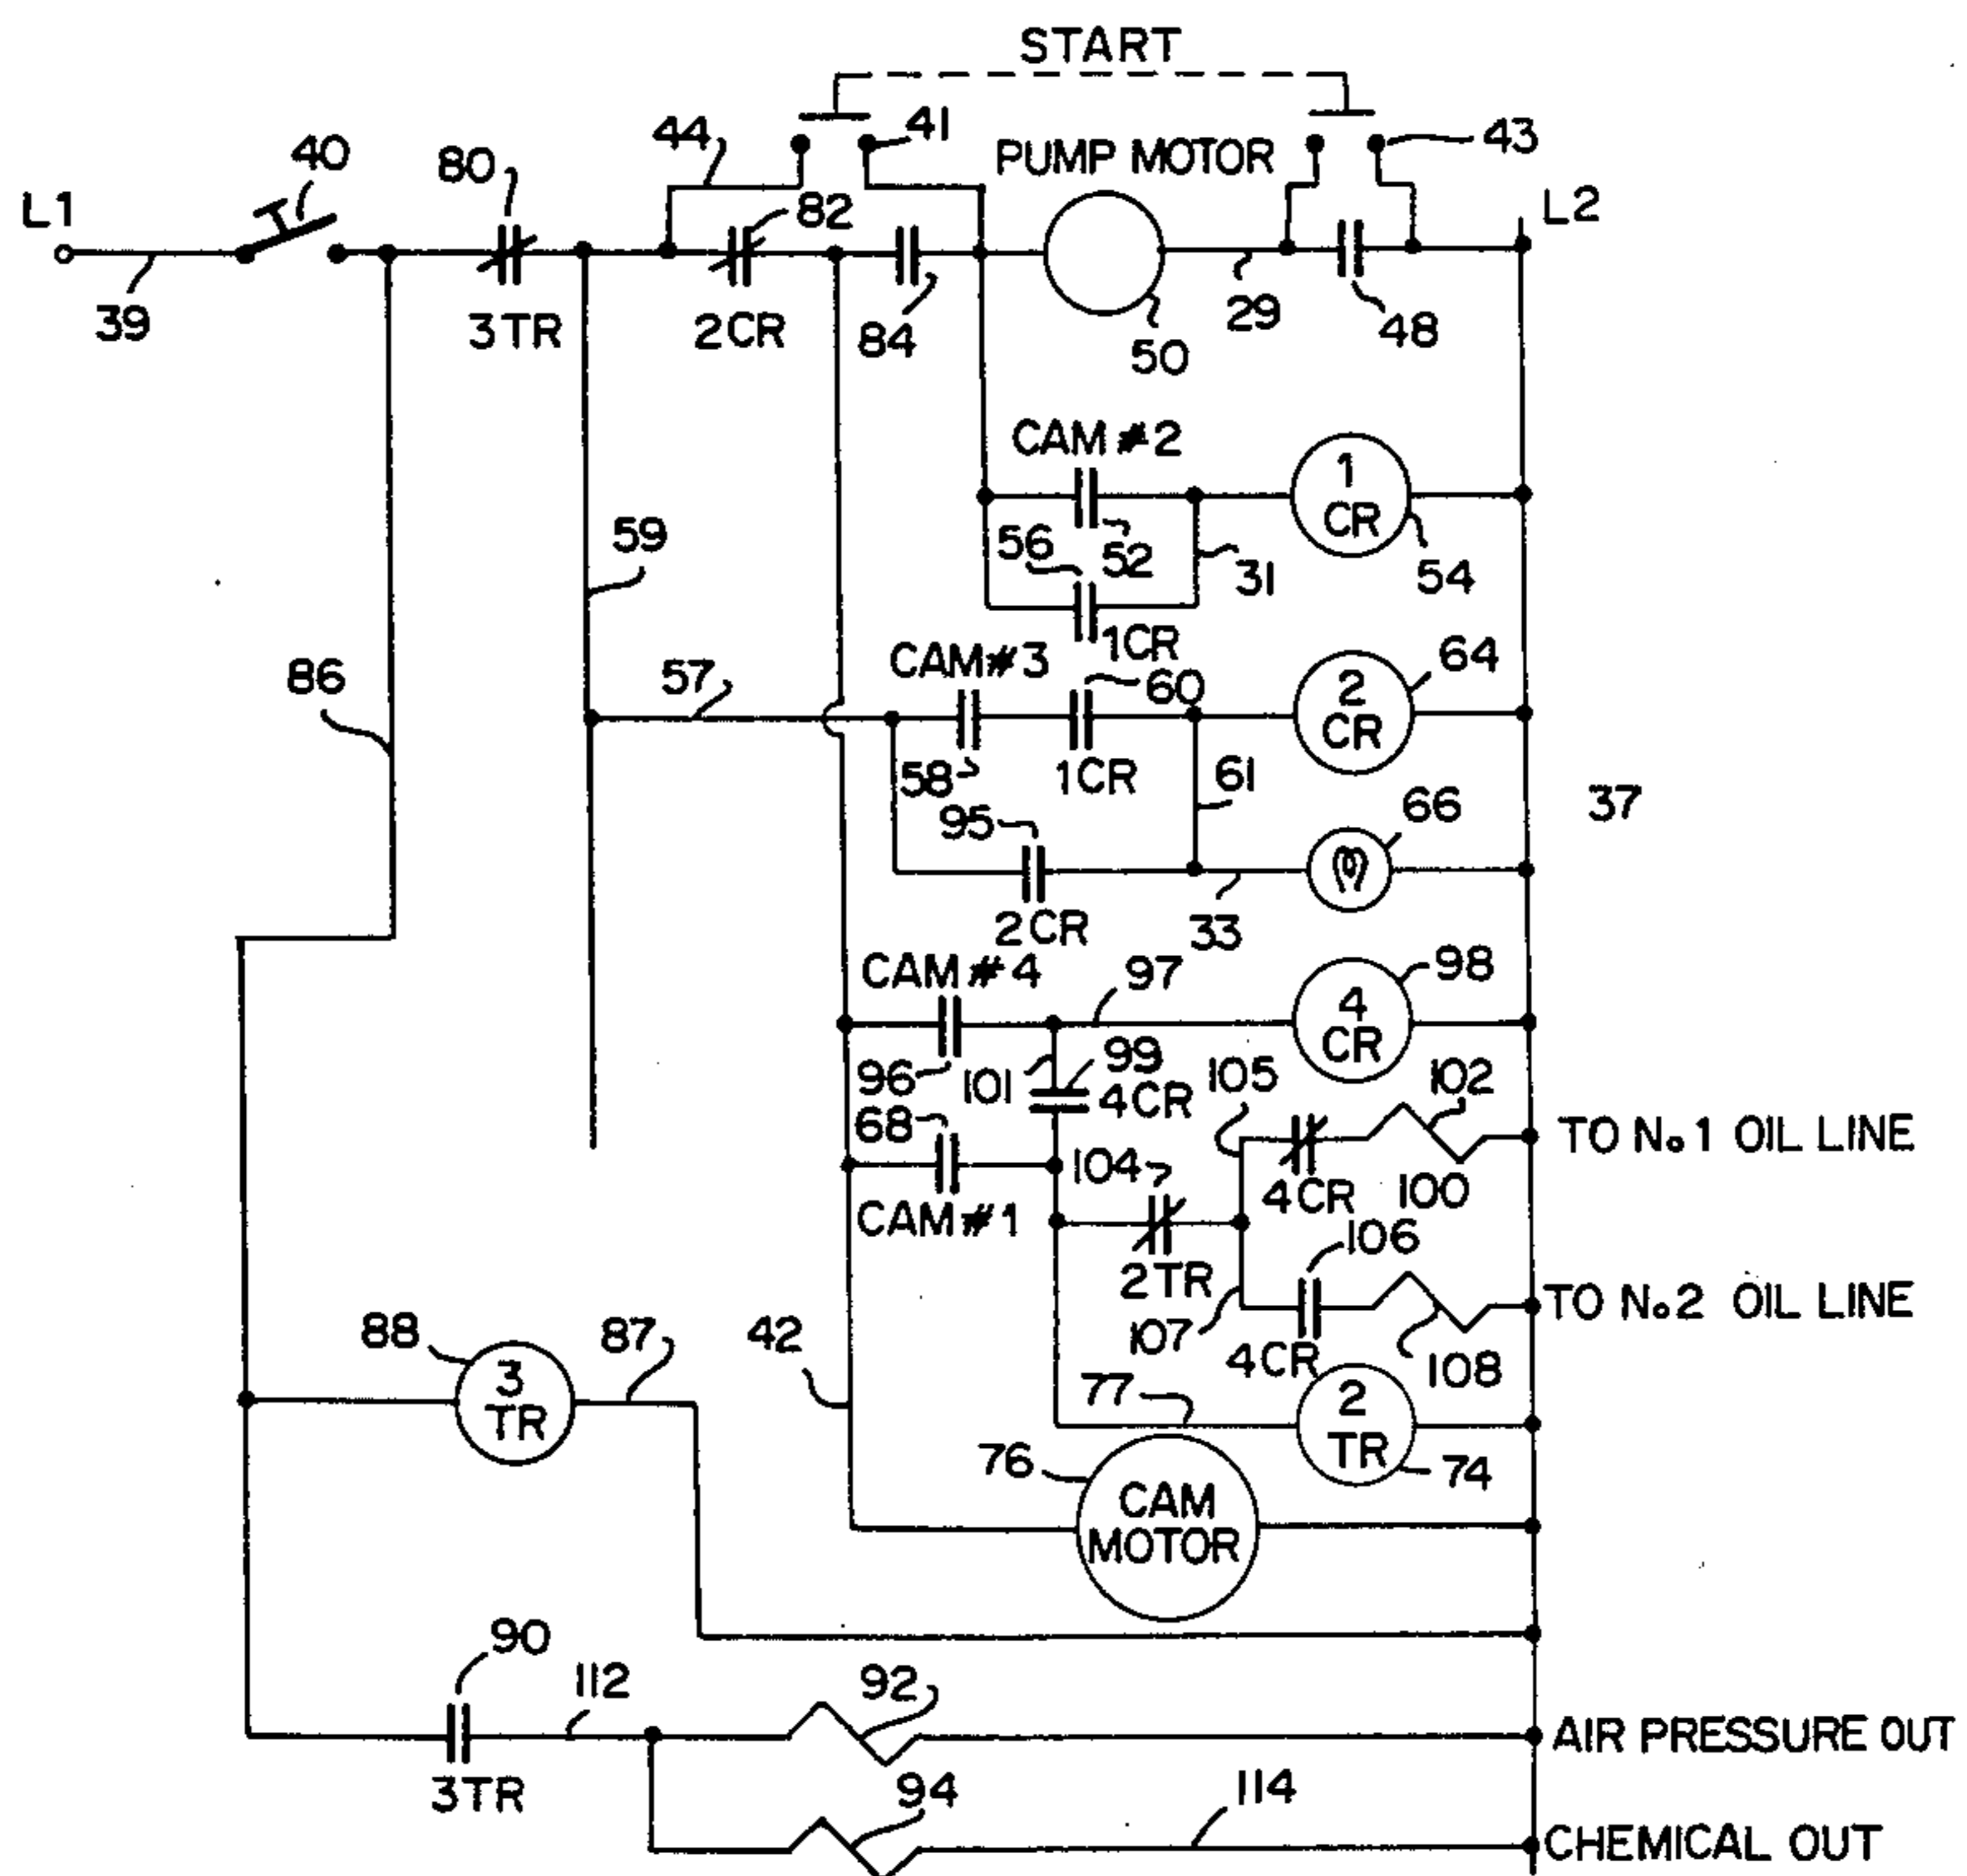 START
44
41
43
40
80
PUMP MOTOR
L1
82
L2
39
3TR
2CR
84
50
29
48
CAM #2
1
CR
59
56
52
31
54
1CR
86
57
CAM #3
60
64
2
CR
58
1CR
61
66
37
95
2CR
33
CAM #4
97
98
4
CR
96
101
99
4CR
105
102
68
104
TO No.1 OIL LINE
4CR
100
CAM #1
106
2TR
TO No.2 OIL LINE
88
87
42
107
4CR
108
3
TR
77
2
TR
74
76
CAM
MOTOR
90
112
92
AIR PRESSURE OUT
3TR
94
114
CHEMICAL OUT